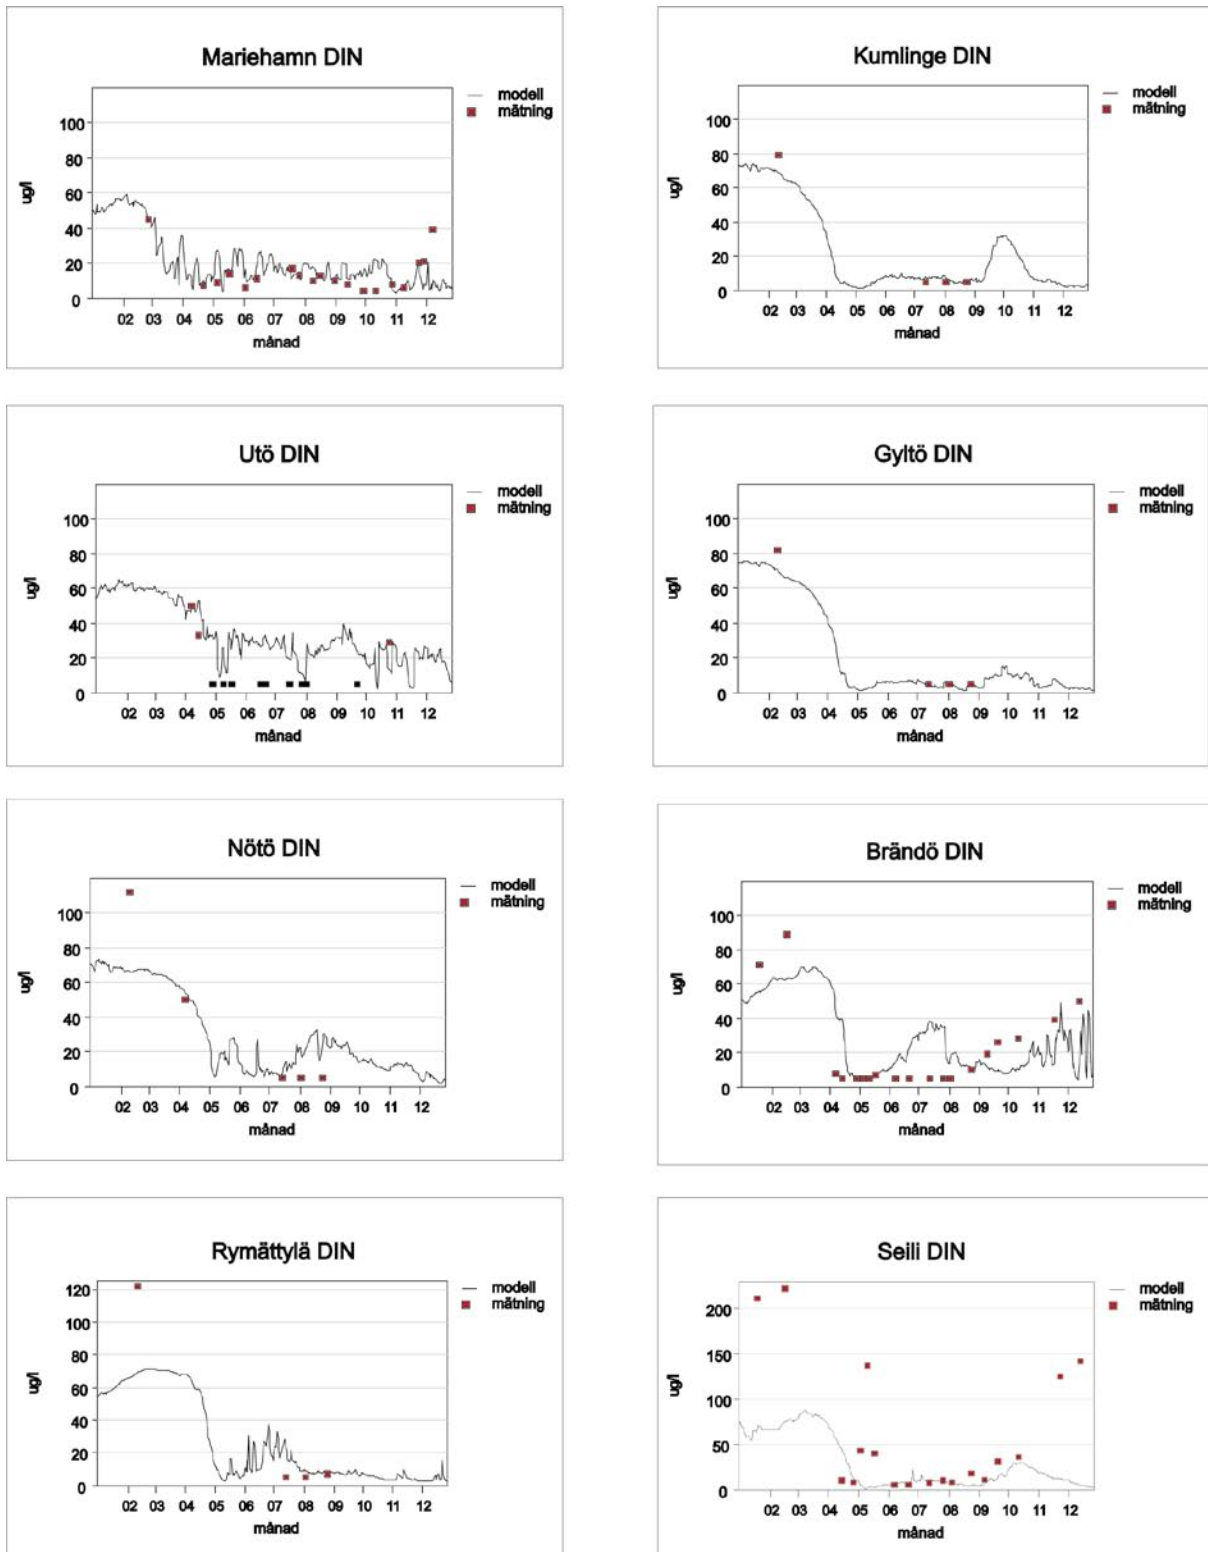 Mariehamn DIN
modell
mätning
100
80
60
40
20
0
ug/l
02 03 04 05 06 07 08 09 10 11 12
månad
Kumlinge DIN
modell
mätning
100
80
60
40
20
0
ug/l
02 03 04 05 06 07 08 09 10 12
månad
Utö DIN
modell
mätning
100
80
60
40
20
0
ug/l
02 03 04 05 06 07 08 09 10 11 12
månad
Gyltö DIN
modell
mätning
100
80
60
40
20
0
ug/l
02 03 04 05 06 07 08 09 10 11 12
månad
Nötö DIN
modell
mätning
100
80
60
40
20
0
ug/l
02 03 04 05 06 07 08 09 10 11 12
månad
Brändö DIN
modell
mätning
100
80
60
40
20
0
ug/l
02 03 04 05 06 07 08 09 10 11 12
månad
Rymättylä DIN
modell
mätning
120
100
80
60
40
20
0
ug/l
02 03 04 05 06 07 08 09 10 11 12
månad
Seili DIN
modell
mätning
200
150
100
50
0
ug/l
02 03 04 05 06 07 08 09 10 11 12
månad